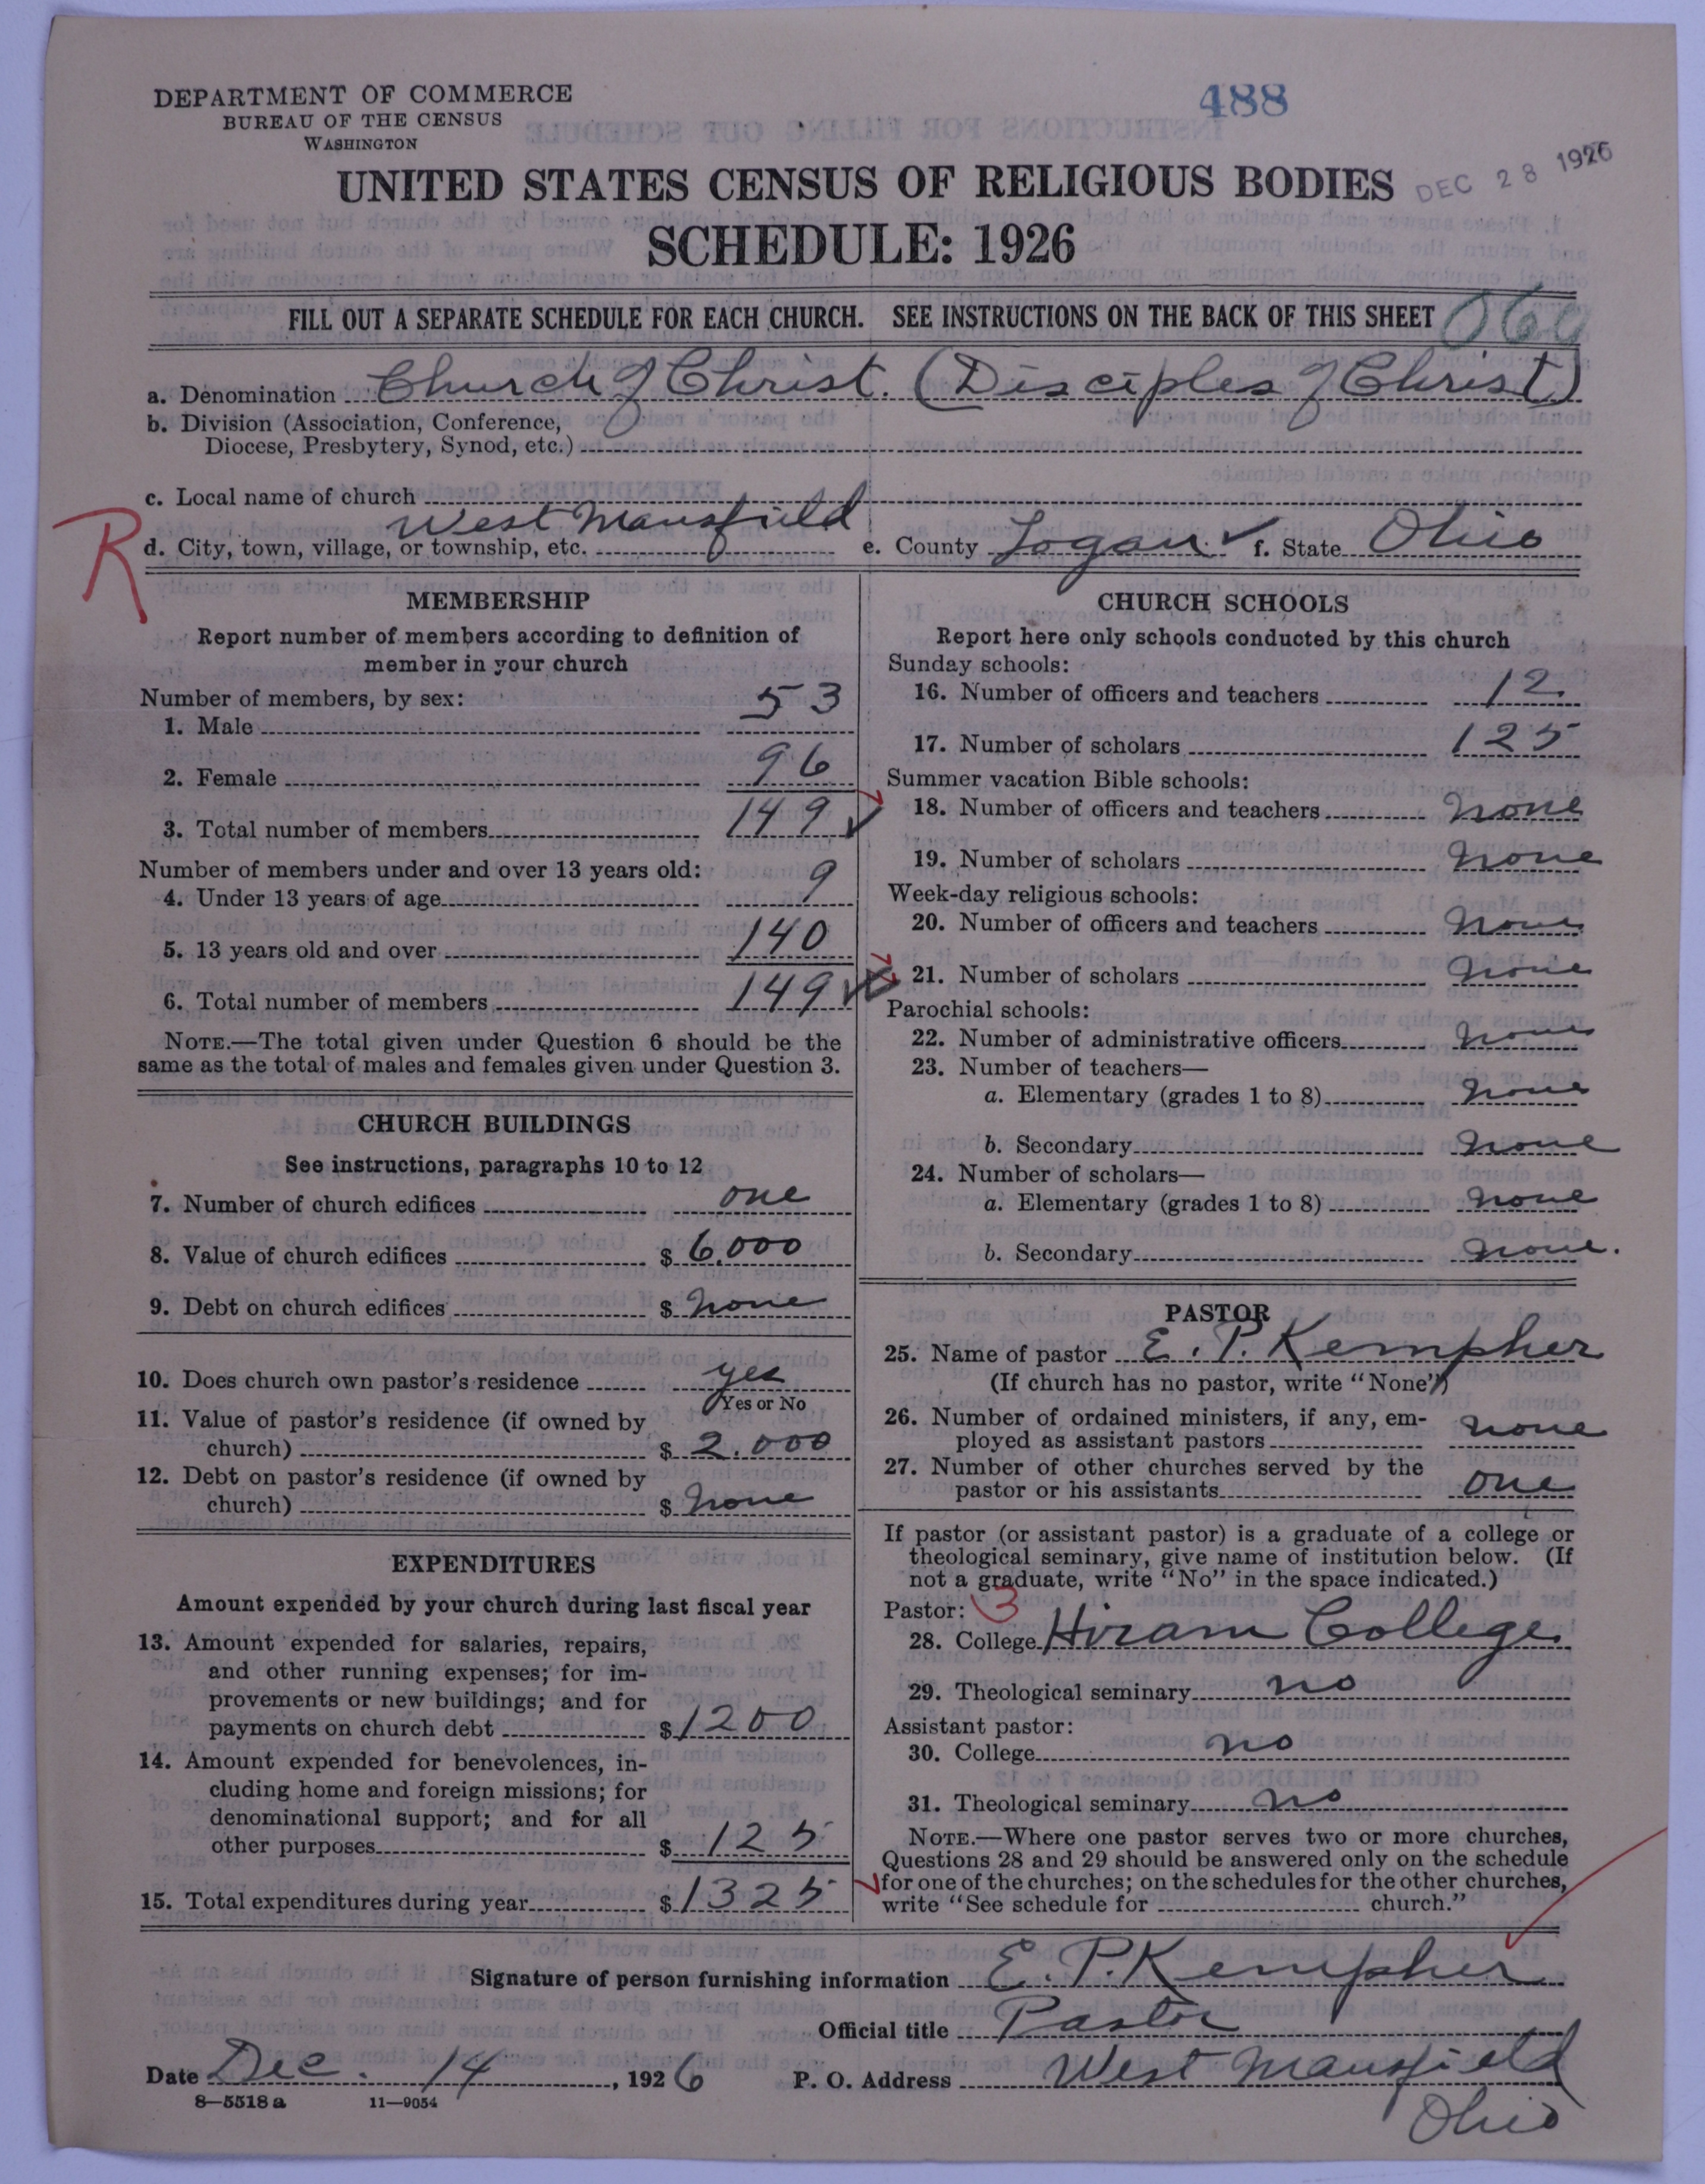 DEPARTMENT OF COMMERCE
BUREAU OF THE CENSUS
WASHINGTON
488
DEC 28 1926
UNITED STATES CENSUS OF RELIGIOUS BODIES
SCHEDULE: 1926
FILL OUT A SEPARATE SCHEDULE FOR EACH CHURCH. SEE INSTRUCTIONS ON THE BACK OF THIS SHEET
a. Denomination Church of Christ. (Disciples of Christ)
b. Division (Association, Conference,
Diocese, Presbytery, Synod, etc.)
c. Local name of church
R
d. City, town, village, or township, etc. West Mansfield e. County Logan ✓ f. State Ohio
MEMBERSHIP
Report number of members according to definition of
member in your church
Number of members, by sex:
1. Male 53
2. Female 96
3. Total number of members 149 ✓
Number of members under and over 13 years old:
4. Under 13 years of age 9
5. 13 years old and over 140
6. Total number of members 149 ✓
NOTE.—The total given under Question 6 should be the
same as the total of males and females given under Question 3.
CHURCH BUILDINGS
See instructions, paragraphs 10 to 12
7. Number of church edifices one
8. Value of church edifices $ 6,000
9. Debt on church edifices $ none
10. Does church own pastor's residence yes
Yes or No
11. Value of pastor's residence (if owned by
church) $ 2.000
12. Debt on pastor's residence (if owned by
church) $ none
EXPENDITURES
Amount expended by your church during last fiscal year
13. Amount expended for salaries, repairs,
and other running expenses; for im-
provements or new buildings; and for
payments on church debt $ 1200
14. Amount expended for benevolences, in-
cluding home and foreign missions; for
denominational support; and for all
other purposes $ 125
15. Total expenditures during year $ 1325
CHURCH SCHOOLS
Report here only schools conducted by this church
Sunday schools:
16. Number of officers and teachers 12
17. Number of scholars 125
Summer vacation Bible schools:
18. Number of officers and teachers none
19. Number of scholars none
Week-day religious schools:
20. Number of officers and teachers none
21. Number of scholars none
Parochial schools:
22. Number of administrative officers none
23. Number of teachers—
a. Elementary (grades 1 to 8) none
b. Secondary none
24. Number of scholars—
a. Elementary (grades 1 to 8) none
b. Secondary none.
PASTOR
25. Name of pastor E. P. Kempher
(If church has no pastor, write "None")
26. Number of ordained ministers, if any, em-
ployed as assistant pastors none
27. Number of other churches served by the
pastor or his assistants one
If pastor (or assistant pastor) is a graduate of a college or
theological seminary, give name of institution below. (If
not a graduate, write "No" in the space indicated.)
Pastor: 3
28. College Hiram College
29. Theological seminary no
Assistant pastor:
30. College no
31. Theological seminary no
NOTE.—Where one pastor serves two or more churches,
Questions 28 and 29 should be answered only on the schedule
for one of the churches; on the schedules for the other churches,
write "See schedule for church."
Signature of person furnishing information E. P. Kempher
Official title Pastor
Date Dec. 14, 1926 P. O. Address West Mansfield
Ohio
8—5518 a 11—9054